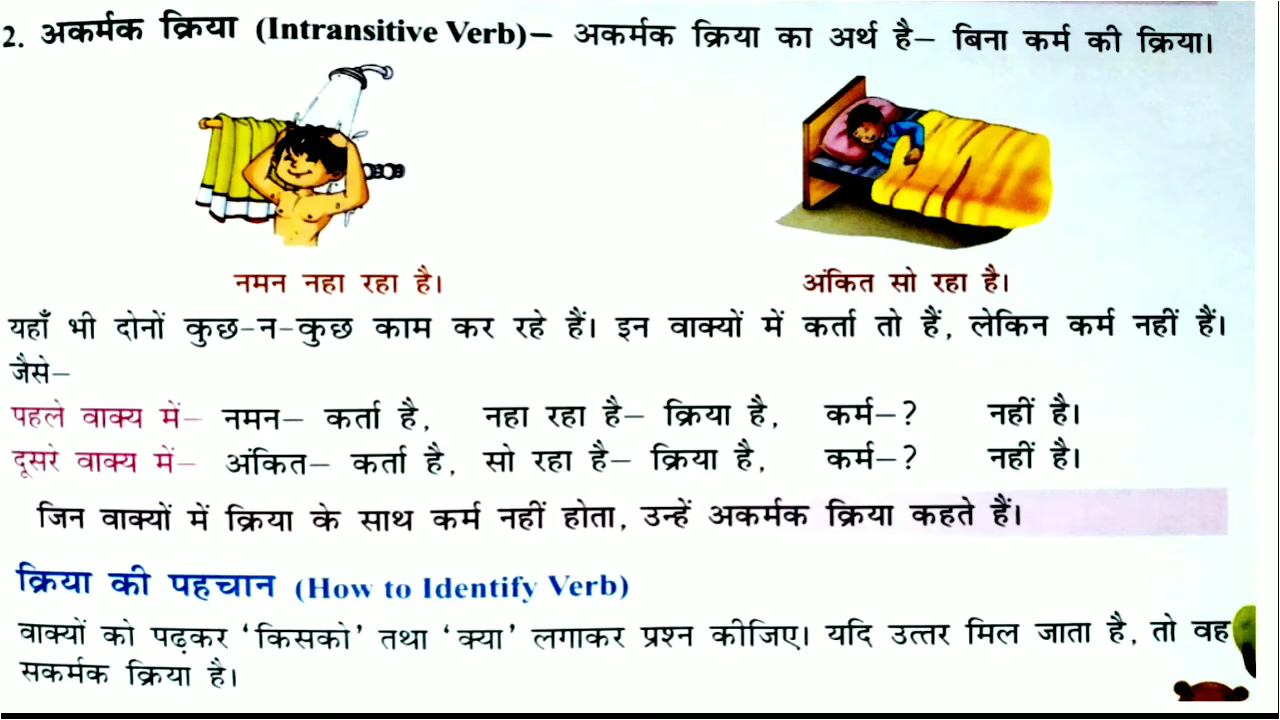 2. अकर्मक क्रिया (Intransitive Verb)– अकर्मक क्रिया का अर्थ है– बिना कर्म की क्रिया।
नमन नहा रहा है। अंकित सो रहा है।
यहाँ भी दोनों कुछ-न-कुछ काम कर रहे हैं। इन वाक्यों में कर्ता तो हैं, लेकिन कर्म नहीं हैं।
जैसे–
पहले वाक्य में– नमन– कर्ता है, नहा रहा है– क्रिया है, कर्म–? नहीं है।
दूसरे वाक्य में– अंकित– कर्ता है, सो रहा है– क्रिया है, कर्म–? नहीं है।
जिन वाक्यों में क्रिया के साथ कर्म नहीं होता, उन्हें अकर्मक क्रिया कहते हैं।
क्रिया की पहचान (How to Identify Verb)
वाक्यों को पढ़कर ‘किसको’ तथा ‘क्या’ लगाकर प्रश्न कीजिए। यदि उत्तर मिल जाता है, तो वह
सकर्मक क्रिया है।